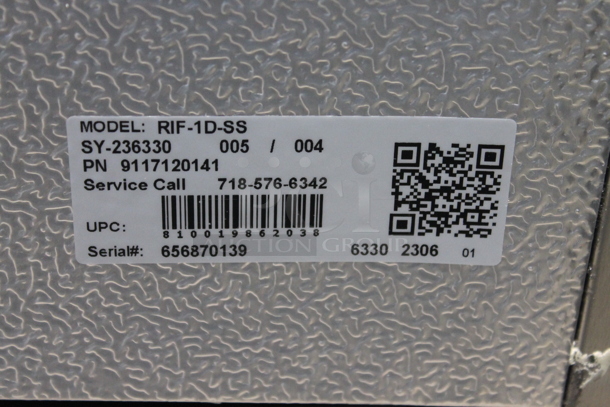 MODEL: RIF-1D-SS
SY-236330 005 / 004
PN 9117120141
Service Call 718-576-6342
UPC:
810019862038
Serial#: 656870139 6330 2306 01